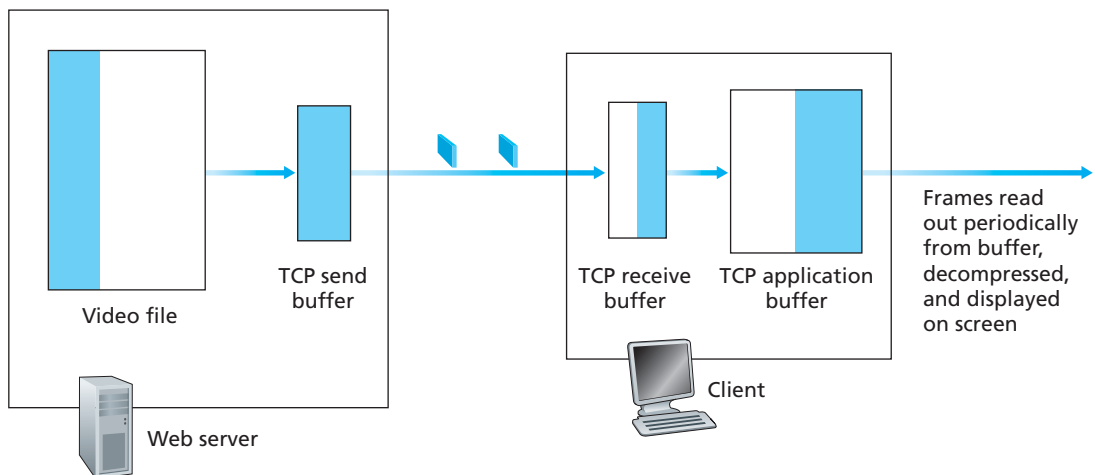 Video file
TCP send
buffer
TCP receive
buffer
TCP application
buffer
Frames read
out periodically
from buffer,
decompressed,
and displayed
on screen
Web server
Client